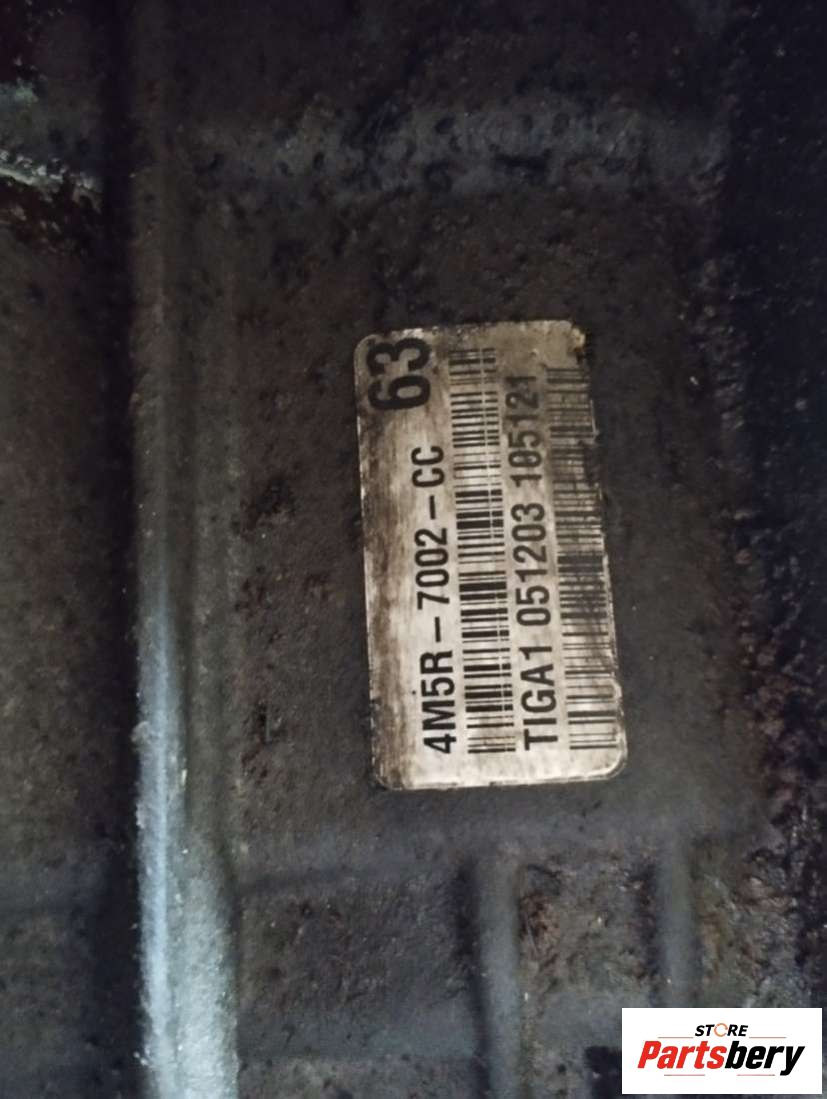 63
4M5R-7002-CC
TIGA1 051203 105121
STORE
Partsbery